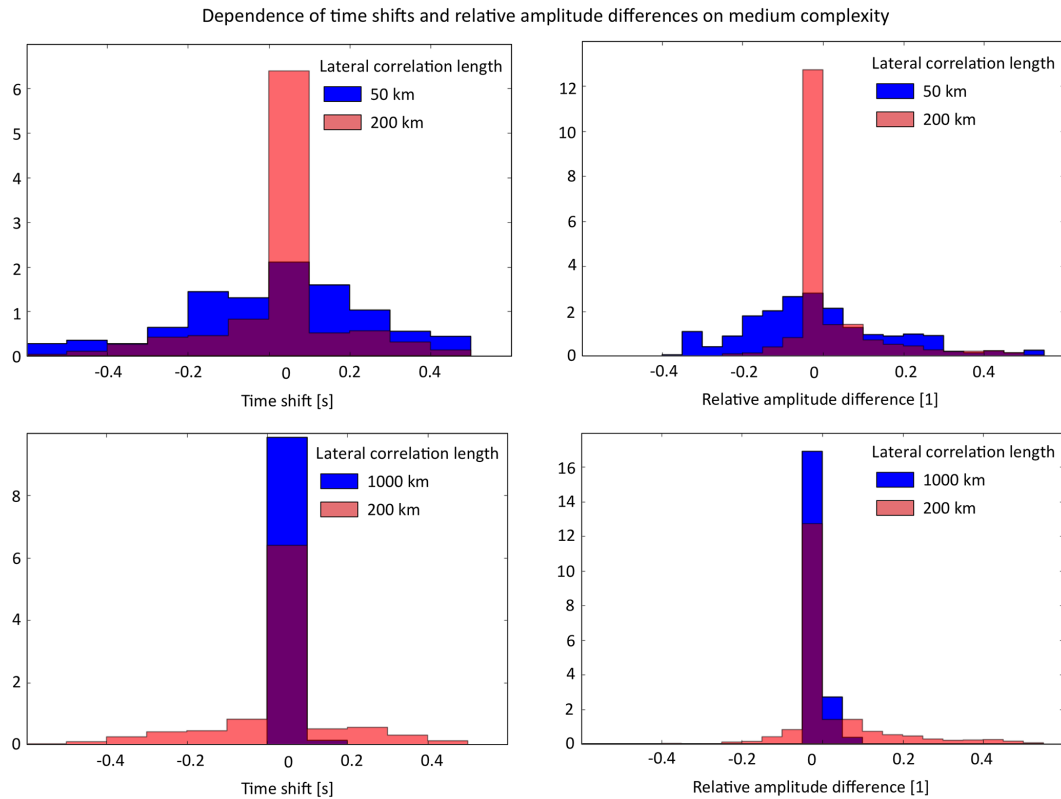 Dependence of time shifts and relative amplitude differences on medium complexity
Lateral correlation length
50 km
200 km
6
5
4
3
2
1
0
-0.4
-0.2
0
0.2
0.4
Time shift [s]
Lateral correlation length
50 km
200 km
12
10
8
6
4
2
0
-0.4
-0.2
0
0.2
0.4
Relative amplitude difference [1]
Lateral correlation length
1000 km
200 km
8
6
4
2
0
-0.4
-0.2
0
0.2
0.4
Time shift [s]
Lateral correlation length
1000 km
200 km
16
14
12
10
8
6
4
2
0
-0.4
-0.2
0
0.2
0.4
Relative amplitude difference [1]